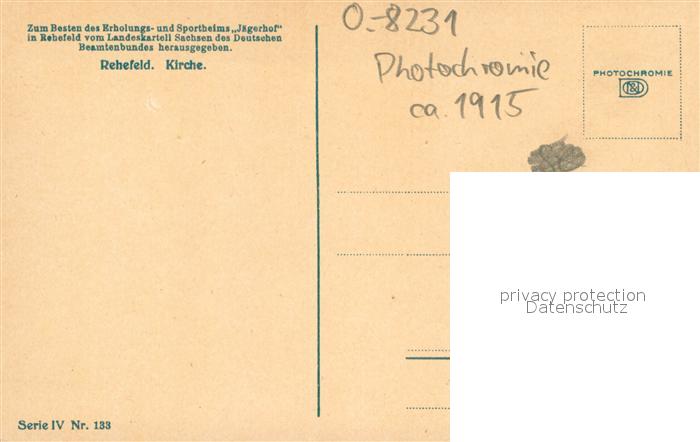 Zum Besten des Erholungs- und Sportheims „Jägerhof“
in Rehefeld vom Landeskartell Sachsen des Deutschen
Beamtenbundes herausgegeben.
Rehefeld. Kirche.
O.-8231
Photochromie
ca. 1915
PHOTOCHROMIE
privacy protection
Datenschutz
Serie IV Nr. 133